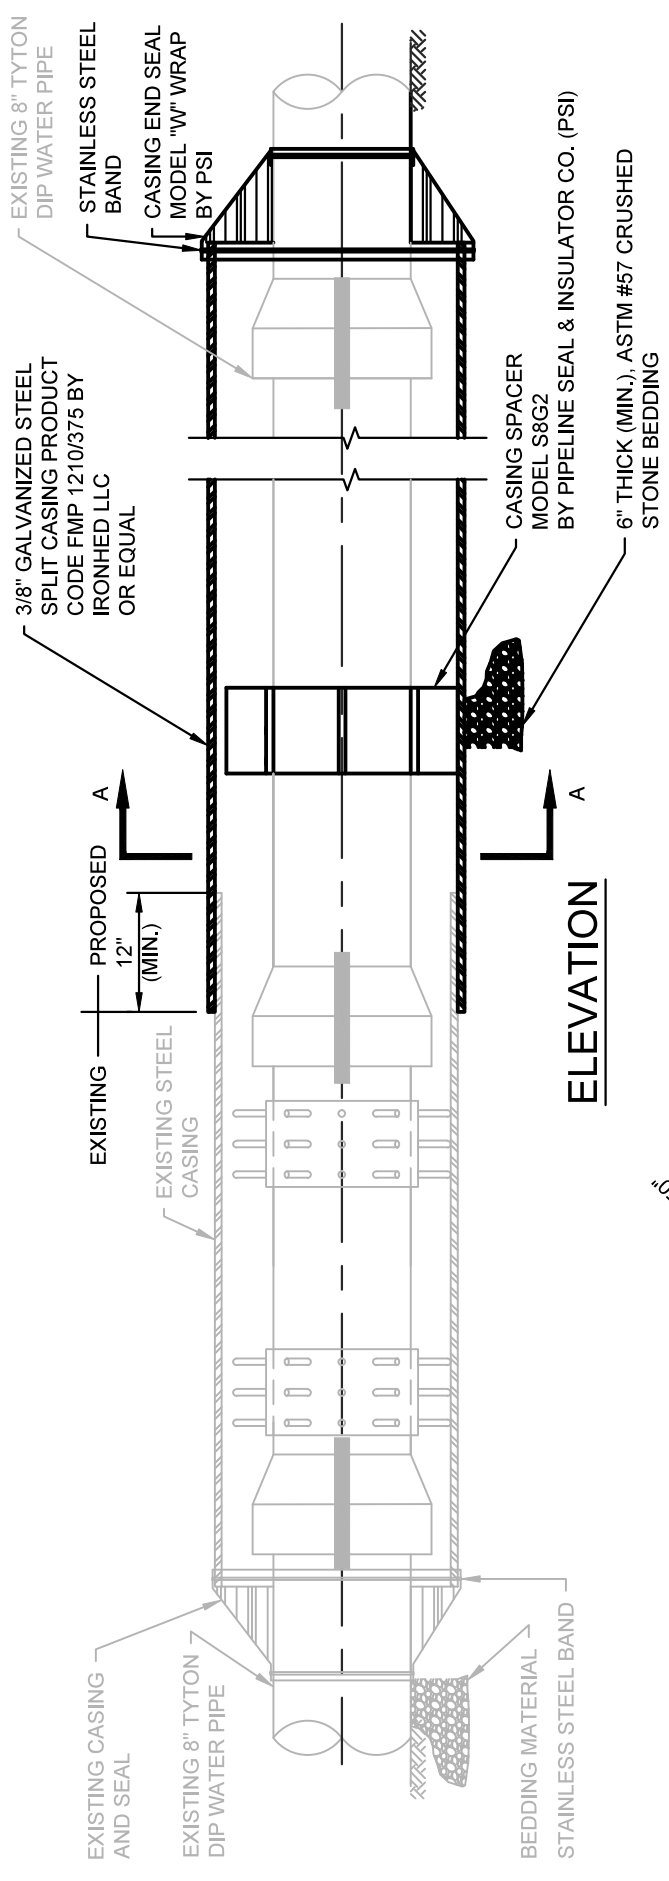 EXISTING CASING
AND SEAL
EXISTING 8" TYTON
DIP WATER PIPE
EXISTING STEEL
CASING
EXISTING
PROPOSED
12"
(MIN.)
3/8" GALVANIZED STEEL
SPLIT CASING PRODUCT
CODE FMP 1210/375 BY
IRONHED LLC
OR EQUAL
EXISTING 8" TYTON
DIP WATER PIPE
STAINLESS STEEL
BAND
CASING END SEAL
MODEL "W" WRAP
BY PSI
A
A
BEDDING MATERIAL
STAINLESS STEEL BAND
CASING SPACER
MODEL S8G2
BY PIPELINE SEAL & INSULATOR CO. (PSI)
6" THICK (MIN.), ASTM #57 CRUSHED
STONE BEDDING
ELEVATION